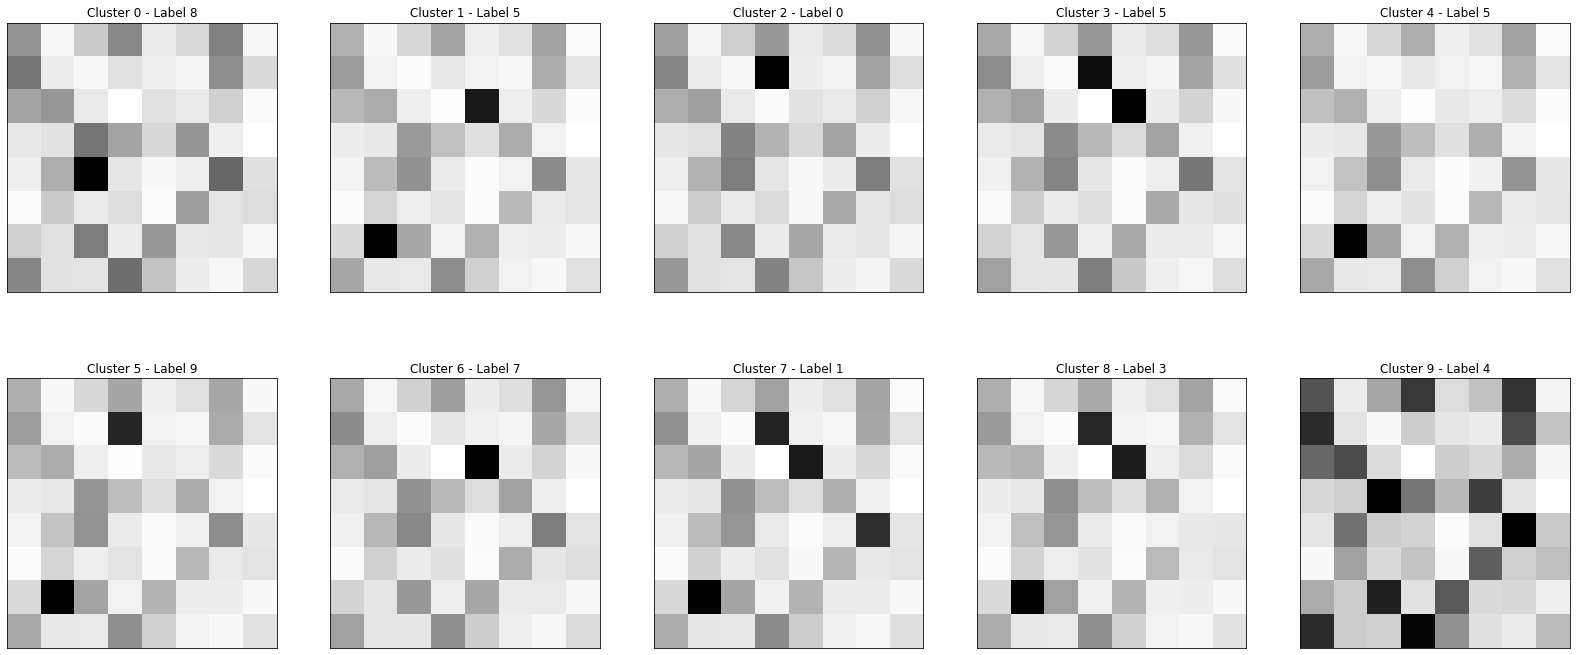 Cluster 0 - Label 8
Cluster 1 - Label 5
Cluster 2 - Label 0
Cluster 3 - Label 5
Cluster 4 - Label 5
Cluster 5 - Label 9
Cluster 6 - Label 7
Cluster 7 - Label 1
Cluster 8 - Label 3
Cluster 9 - Label 4